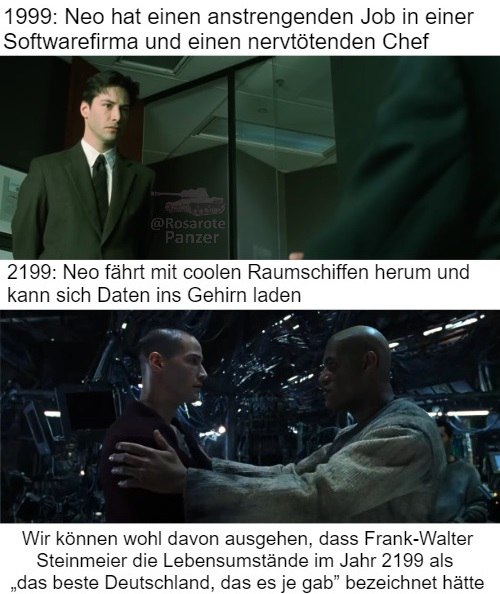 1999: Neo hat einen anstrengenden Job in einer
Softwarefirma und einen nervtötenden Chef
@Rosarote
Panzer
2199: Neo fährt mit coolen Raumschiffen herum und
kann sich Daten ins Gehirn laden
Wir können wohl davon ausgehen, dass Frank-Walter
Steinmeier die Lebensumstände im Jahr 2199 als
„das beste Deutschland, das es je gab” bezeichnet hätte